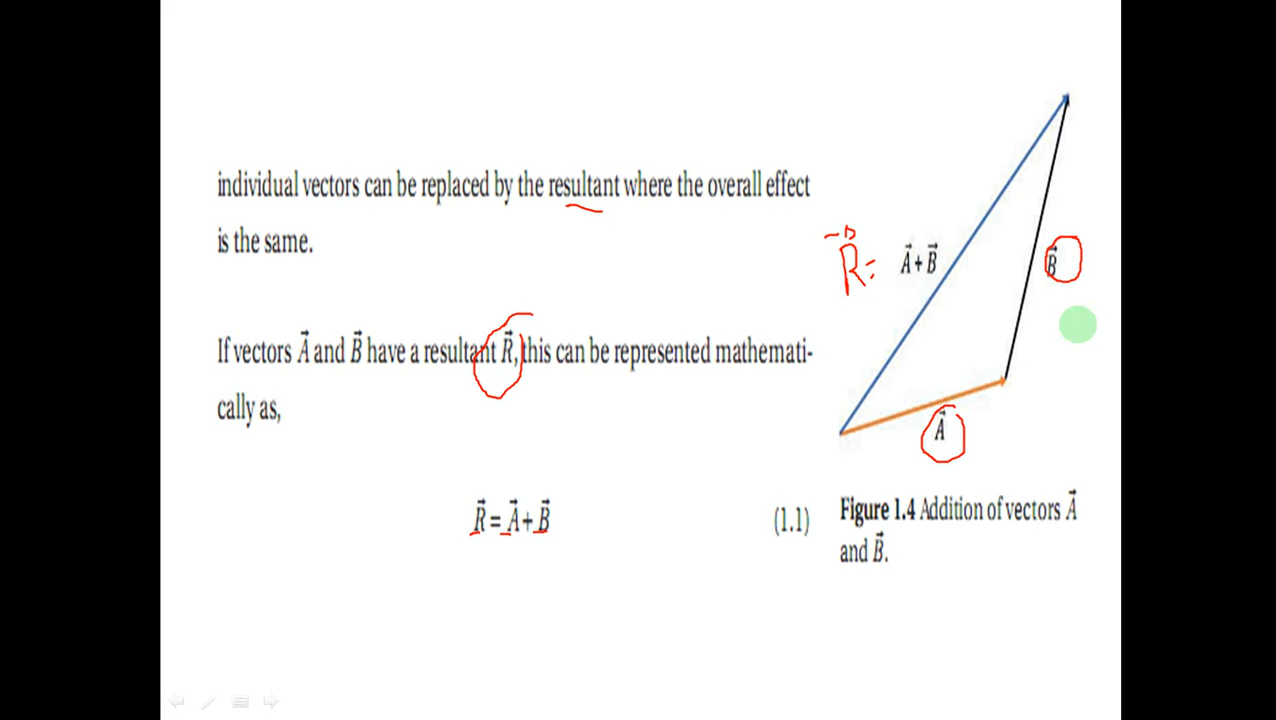 individual vectors can be replaced by the resultant where the overall effect
is the same.
If vectors A⃗ and B⃗ have a resultant R⃗, this can be represented mathemati-
cally as,
R⃗ = A⃗ + B⃗ (1.1)
R⃗ = A⃗ + B⃗
B⃗
A⃗
Figure 1.4 Addition of vectors A⃗
and B⃗.